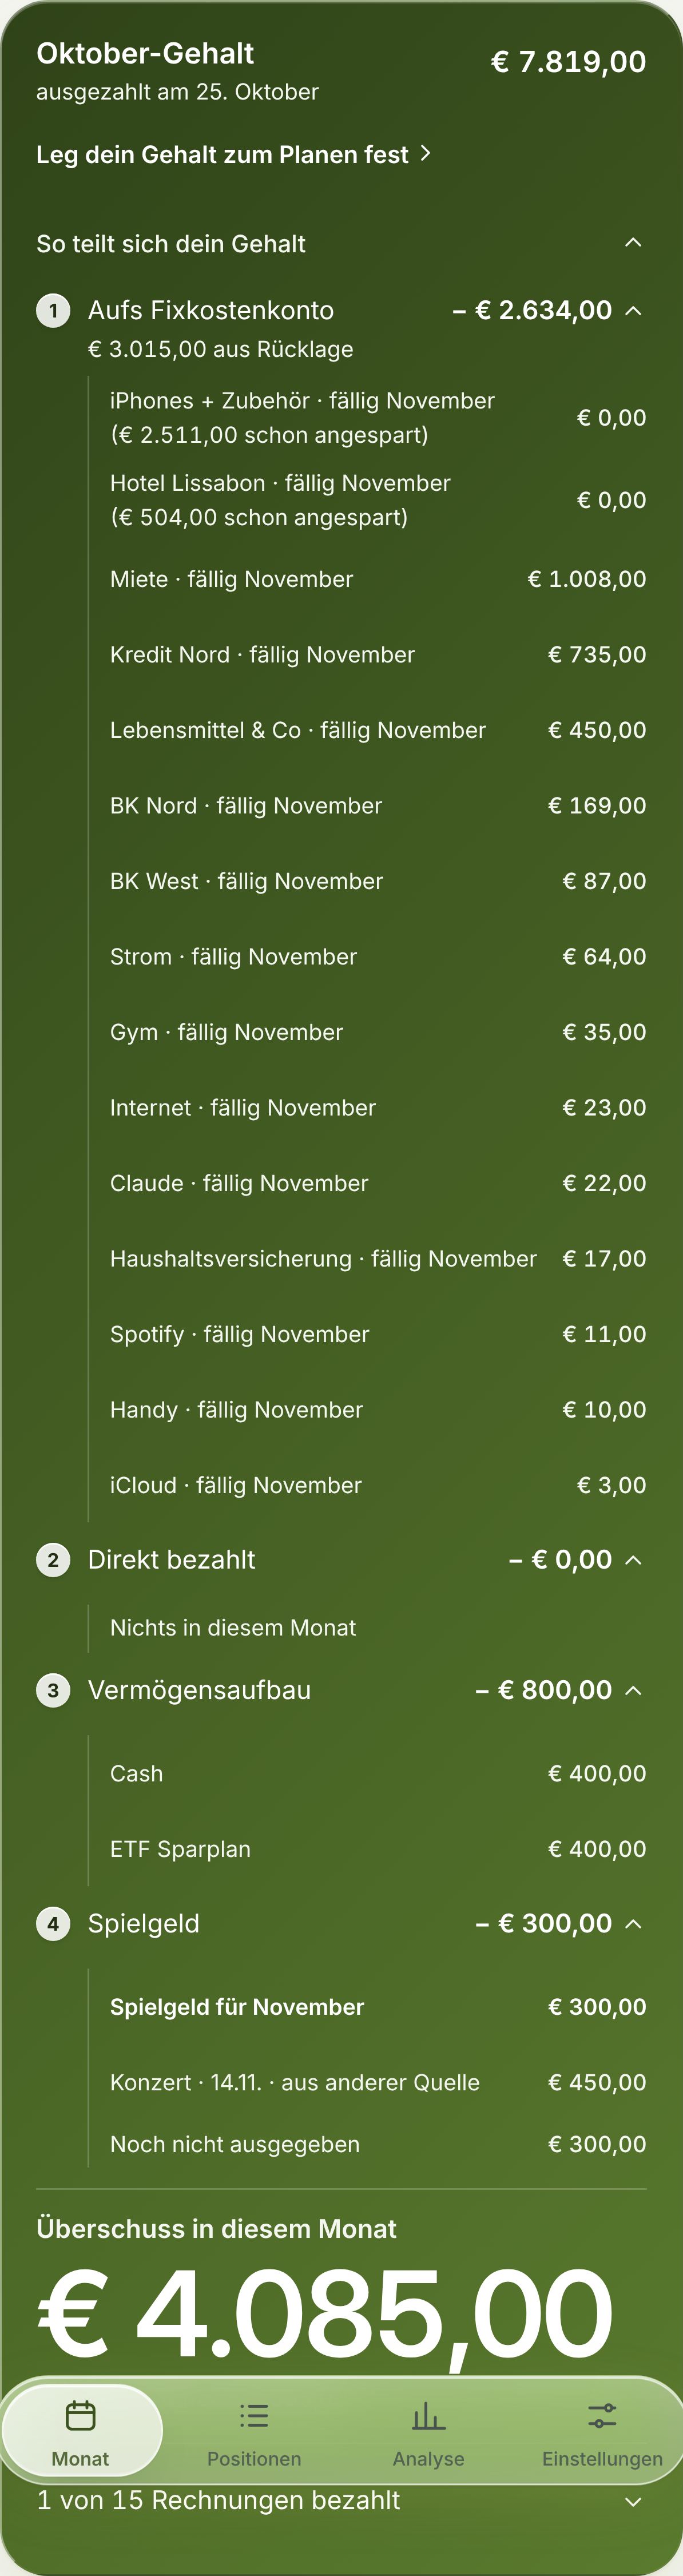 Oktober-Gehalt
€ 7.819,00
ausgezahlt am 25. Oktober
Leg dein Gehalt zum Planen fest
So teilt sich dein Gehalt
1 Aufs Fixkostenkonto – € 2.634,00
€ 3.015,00 aus Rücklage
iPhones + Zubehör · fällig November
(€ 2.511,00 schon angespart)
€ 0,00
Hotel Lissabon · fällig November
(€ 504,00 schon angespart)
€ 0,00
Miete · fällig November € 1.008,00
Kredit Nord · fällig November € 735,00
Lebensmittel & Co · fällig November € 450,00
BK Nord · fällig November € 169,00
BK West · fällig November € 87,00
Strom · fällig November € 64,00
Gym · fällig November € 35,00
Internet · fällig November € 23,00
Claude · fällig November € 22,00
Haushaltsversicherung · fällig November € 17,00
Spotify · fällig November € 11,00
Handy · fällig November € 10,00
iCloud · fällig November € 3,00
2 Direkt bezahlt – € 0,00
Nichts in diesem Monat
3 Vermögensaufbau – € 800,00
Cash € 400,00
ETF Sparplan € 400,00
4 Spielgeld – € 300,00
Spielgeld für November € 300,00
Konzert · 14.11. · aus anderer Quelle € 450,00
Noch nicht ausgegeben € 300,00
Überschuss in diesem Monat
€ 4.085,00
Monat Positionen Analyse Einstellungen
1 von 15 Rechnungen bezahlt